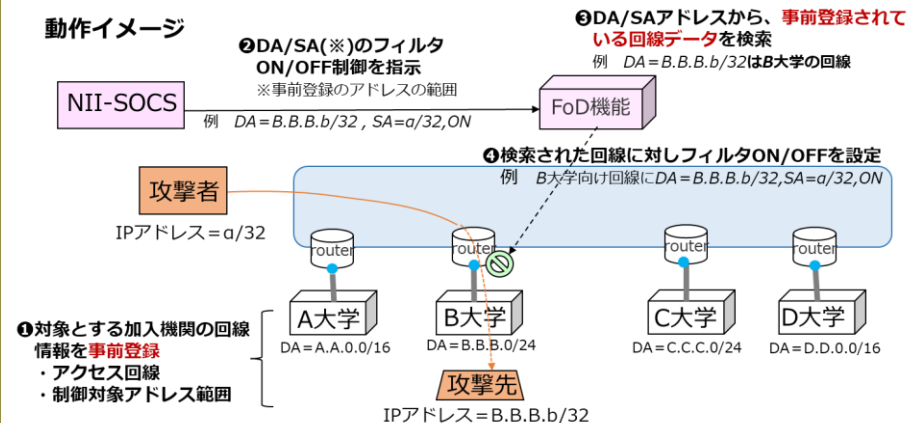 動作イメージ
❸DA/SAアドレスから、事前登録されて
いる回線データを検索
例 DA=B.B.B.b/32はB大学の回線
❷DA/SA(※)のフィルタ
ON/OFF制御を指示
※事前登録のアドレスの範囲
NII-SOCS
FoD機能
例 DA=B.B.B.b/32 , SA=a/32,ON
❹検索された回線に対しフィルタON/OFFを設定
例 B大学向け回線にDA=B.B.B.b/32,SA=a/32,ON
攻撃者
IPアドレス=a/32
router
router
router
router
A大学
B大学
C大学
D大学
DA=A.A.0.0/16
DA=B.B.B.0/24
DA=C.C.C.0/24
DA=D.D.0.0/16
❶対象とする加入機関の回線
情報を事前登録
・アクセス回線
・制御対象アドレス範囲
攻撃先
IPアドレス=B.B.B.b/32